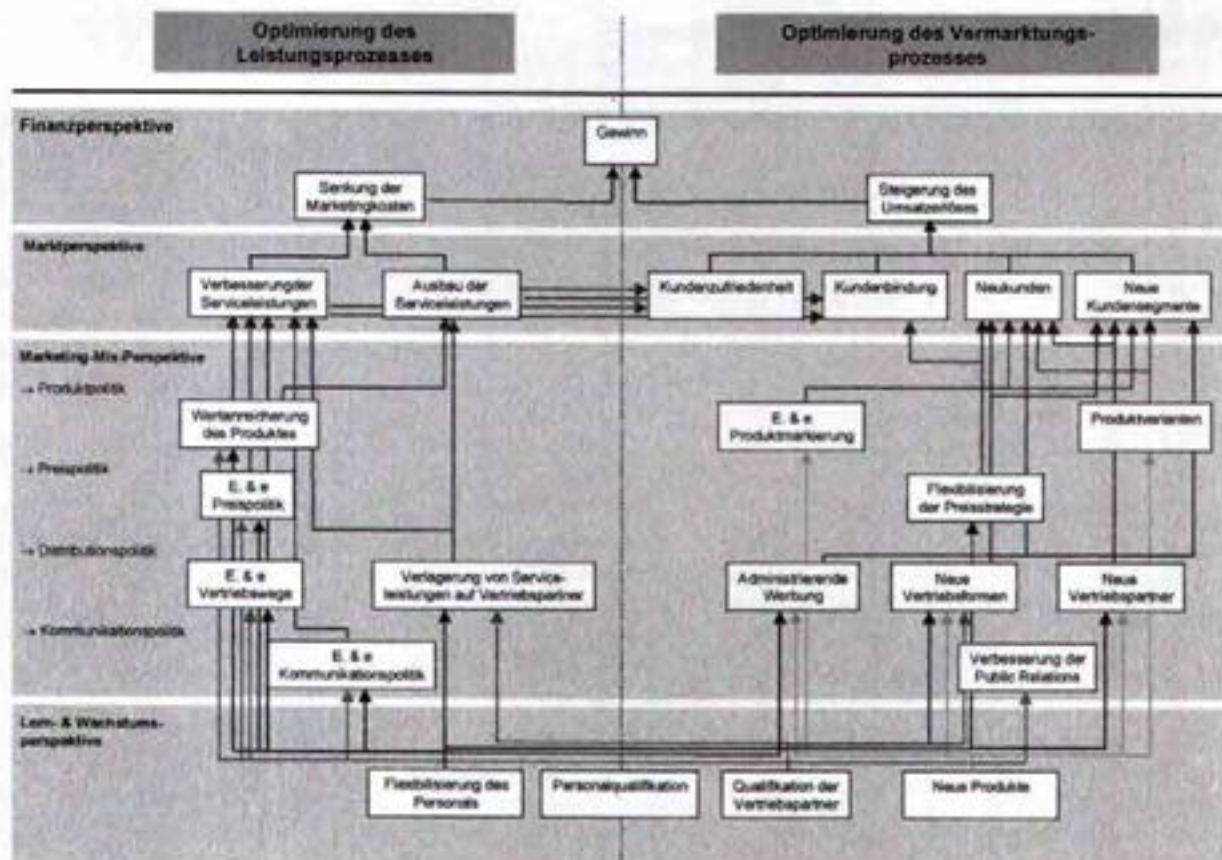 Optimierung des
Leistungsprozesses
Optimierung des Vermarktungs-
prozesses
Finanzperspektive
Gewinn
Senkung der
Marketingkosten
Steigerung des
Umsatzerlöses
Marktperspektive
Verbesserungder
Serviceleistungen
Ausbau der
Serviceleistungen
Kundenzufriedenheit
Kundenbindung
Neukunden
Neue
Kundensegmente
Marketing-Mix-Perspektive
→ Produktpolitik
Wertanreicherung
des Produktes
E. & e
Produktmarkierung
Produktvarianten
→ Preispolitik
E. & e
Preispolitik
Flexibilisierung
der Preisstrategie
→ Distributionspolitik
E. & e
Vertriebswege
Verlagerung von Service-
leistungen auf Vertriebspartner
Administrierende
Werbung
Neue
Vertriebsformen
Neue
Vertriebspartner
→ Kommunikationspolitik
E. & e
Kommunikationspolitik
Verbesserung der
Public Relations
Lern- & Wachstums-
perspektive
Flexibilisierung des
Personals
Personalqualifikation
Qualifikation der
Vertriebspartner
Neue Produkte